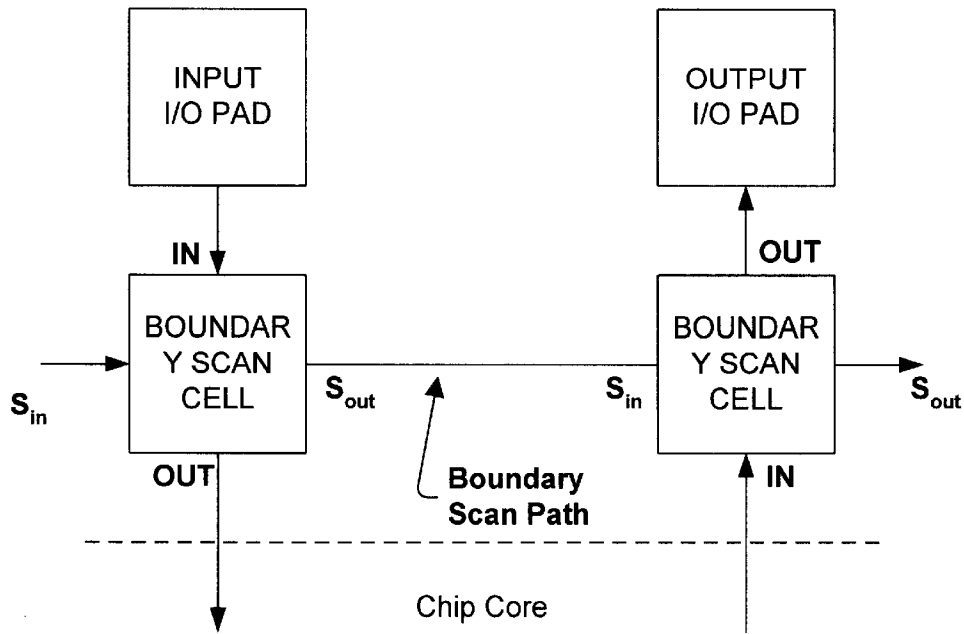 INPUT
I/O PAD
OUTPUT
I/O PAD
IN
OUT
BOUNDAR
Y SCAN
CELL
BOUNDAR
Y SCAN
CELL
Sin
Sout
Sin
Sout
OUT
IN
Boundary
Scan Path
Chip Core